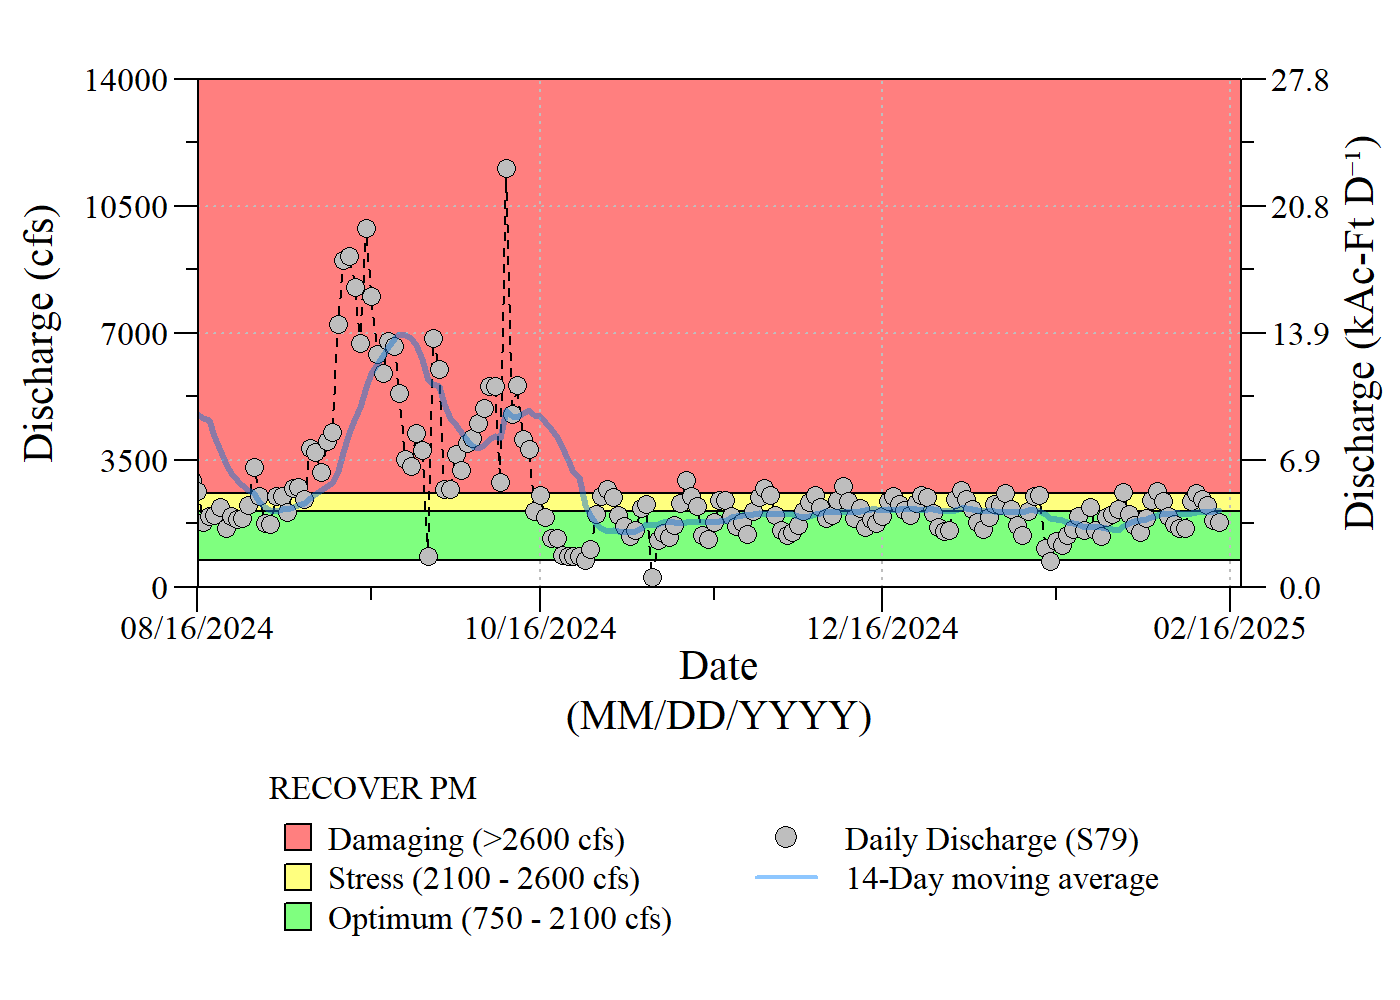 14000
10500
7000
3500
0
Discharge (cfs)
27.8
20.8
13.9
6.9
0.0
Discharge (kAc-Ft D⁻¹)
08/16/2024
10/16/2024
12/16/2024
02/16/2025
Date
(MM/DD/YYYY)
RECOVER PM
Damaging (>2600 cfs)
Stress (2100 - 2600 cfs)
Optimum (750 - 2100 cfs)
Daily Discharge (S79)
14-Day moving average